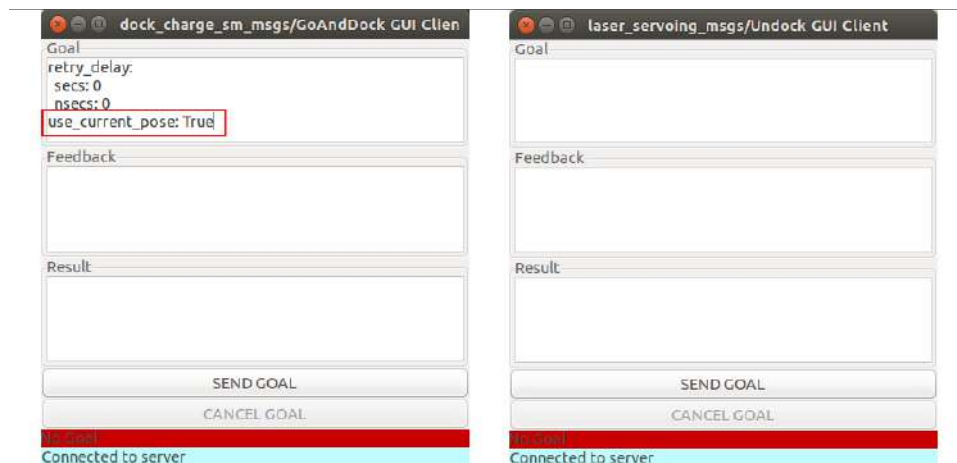 dock_charge_sm_msgs/GoAndDock GUI Clien
Goal
retry_delay:
secs: 0
nsecs: 0
use_current_pose: True
Feedback
Result
SEND GOAL
CANCEL GOAL
No Goal
Connected to server
laser_servoing_msgs/Undock GUI Client
Goal
Feedback
Result
SEND GOAL
CANCEL GOAL
No Goal
Connected to server